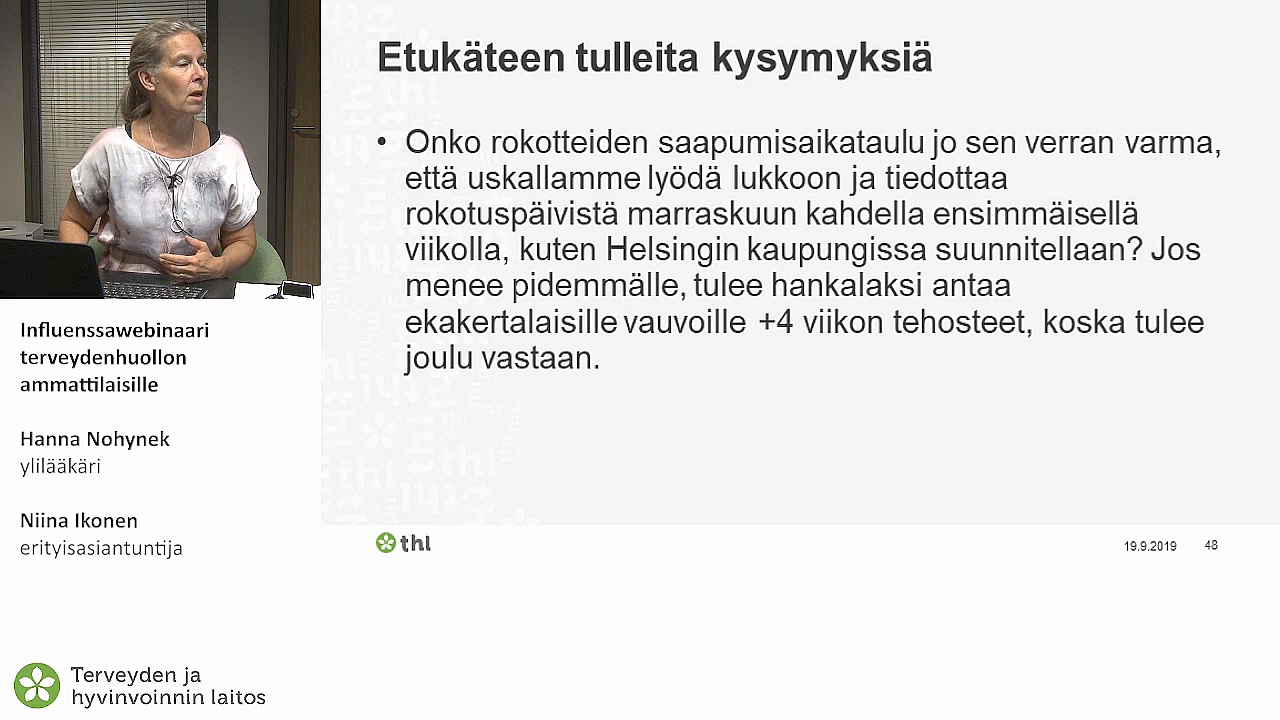 Etukäteen tulleita kysymyksiä
• Onko rokotteiden saapumisaikataulu jo sen verran varma,
että uskallamme lyödä lukkoon ja tiedottaa
rokotuspäivistä marraskuun kahdella ensimmäisellä
viikolla, kuten Helsingin kaupungissa suunnitellaan? Jos
menee pidemmälle, tulee hankalaksi antaa
ekakertalaisille vauvoille +4 viikon tehosteet, koska tulee
joulu vastaan.
thl
19.9.2019
48
Influenssawebinaari
terveydenhuollon
ammattilaisille
Hanna Nohynek
ylilääkäri
Niina Ikonen
erityisasiantuntija
Terveyden ja
hyvinvoinnin laitos